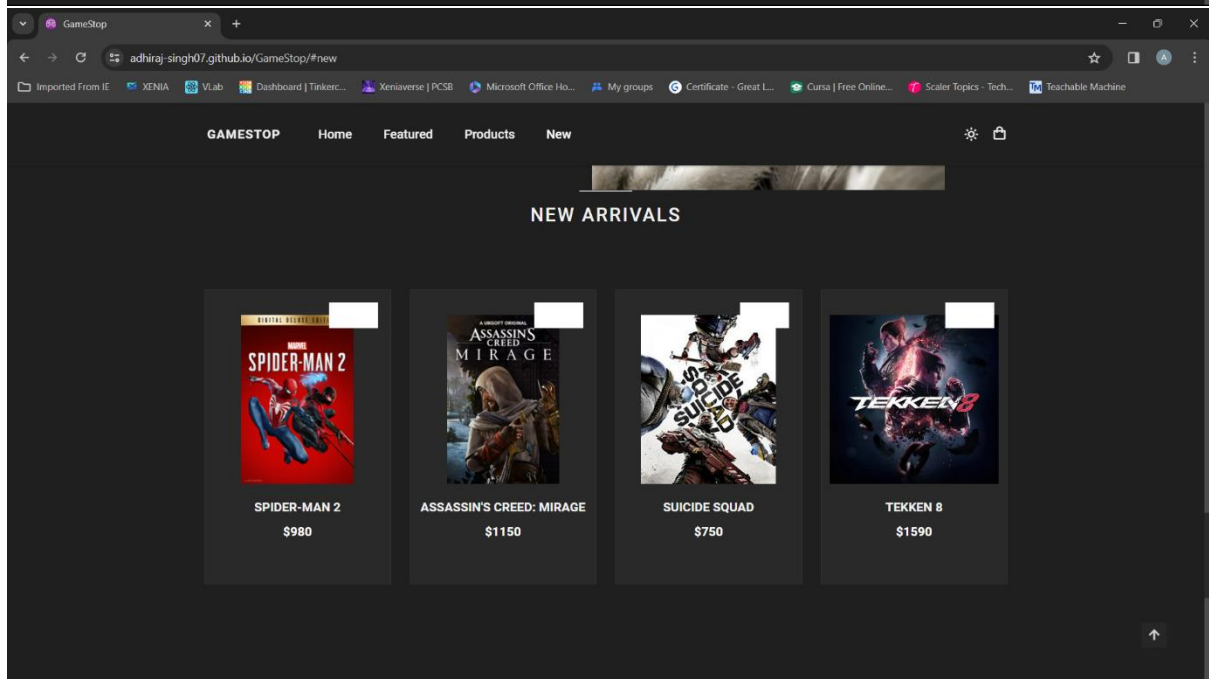 GameStop
adhiraj-singh07.github.io/GameStop/#new
A
Imported From IE XENIA VLab Dashboard | Tinkerc... Xeniaverse | PCSB Microsoft Office Ho... My groups Certificate - Great L... Cursa | Free Online... Scaler Topics - Tech... TM Teachable Machine
GAMESTOP Home Featured Products New
NEW ARRIVALS
DIGITAL DELUXE
MARVEL
SPIDER-MAN 2
A UBISOFT ORIGINAL
ASSASSIN'S
CREED
MIRAGE
SUICIDE
SQUAD
TEKKEN 8
SPIDER-MAN 2 ASSASSIN'S CREED: MIRAGE SUICIDE SQUAD TEKKEN 8
$980 $1150 $750 $1590